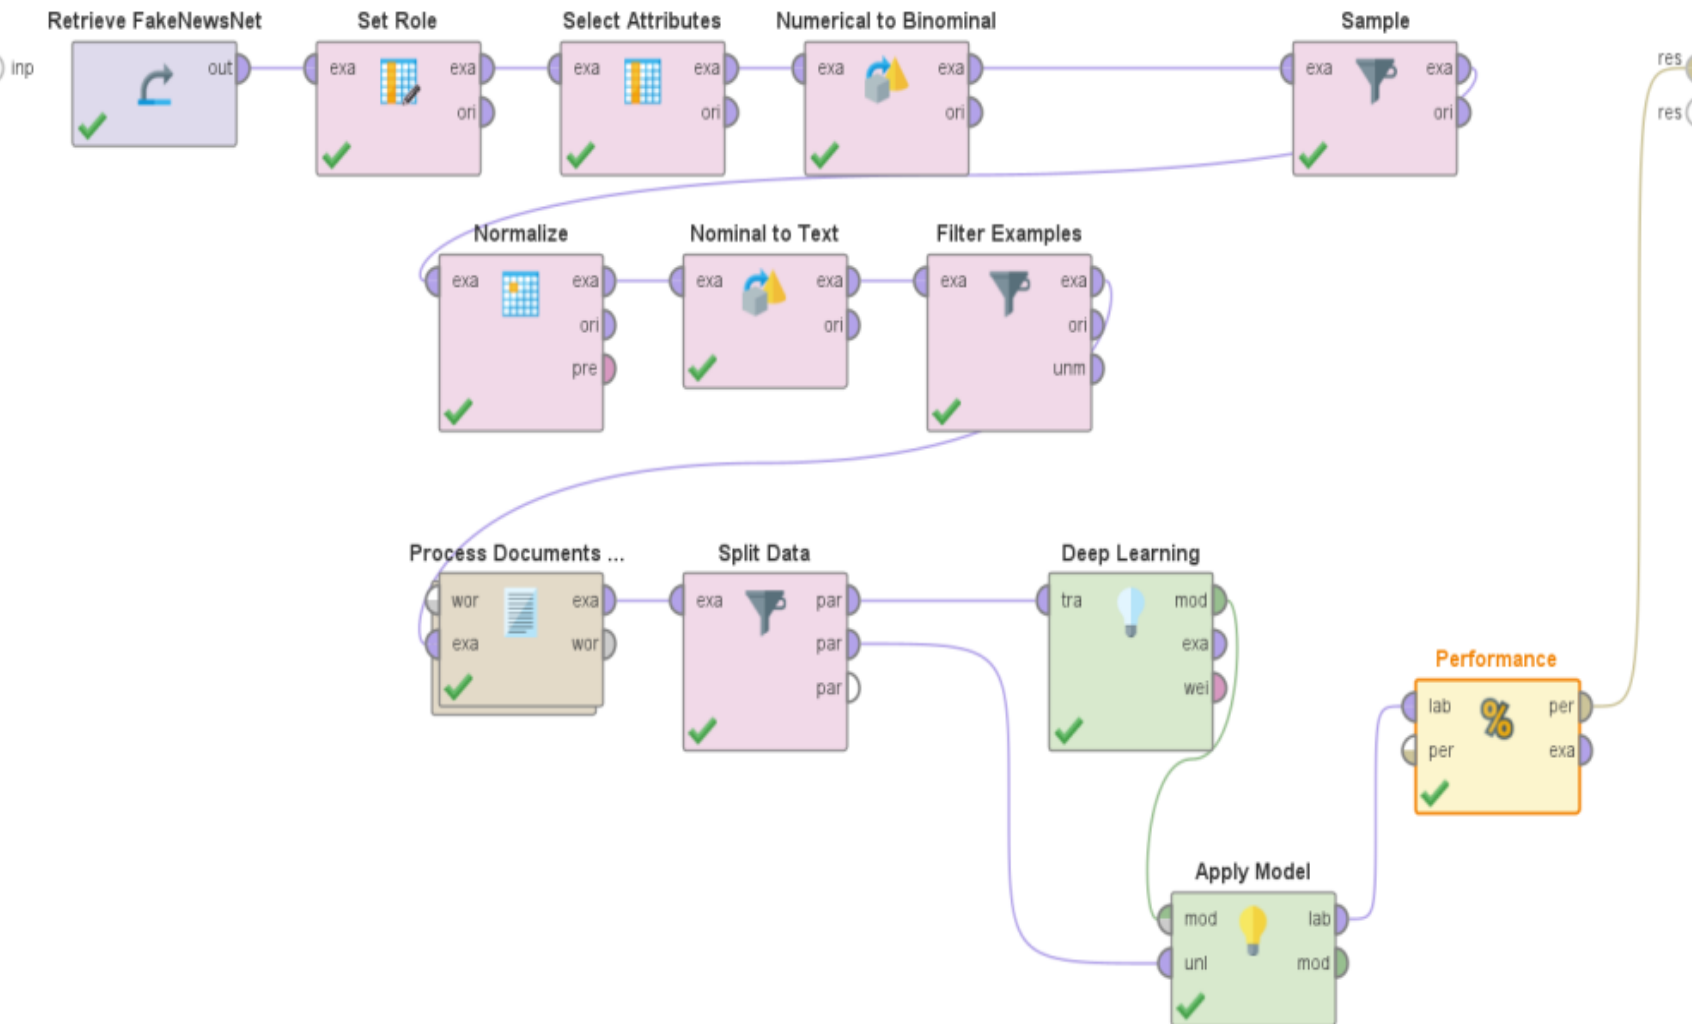 Retrieve FakeNewsNet
Set Role
Select Attributes
Numerical to Binominal
Sample
inp
out
exa
exa
exa
exa
exa
exa
exa
exa
res
ori
ori
ori
ori
res
Normalize
Nominal to Text
Filter Examples
exa
exa
exa
exa
exa
exa
ori
ori
ori
pre
unm
Process Documents ...
Split Data
Deep Learning
wor
exa
exa
par
tra
mod
exa
wor
par
exa
par
wei
Performance
lab
per
per
exa
Apply Model
mod
lab
unl
mod